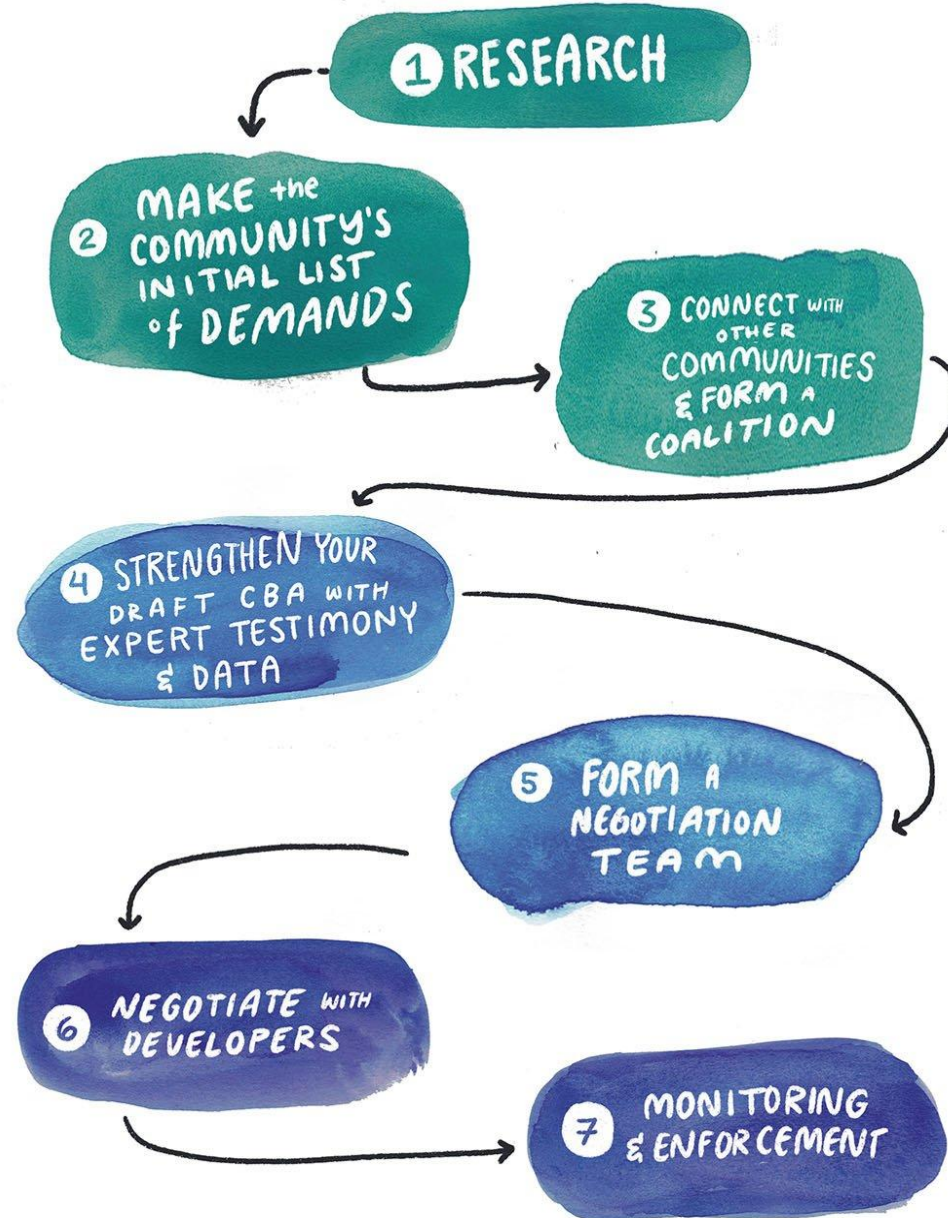 1 RESEARCH
2 MAKE the
COMMUNITY'S
INITIAL LIST
of DEMANDS
3 CONNECT WITH
OTHER
COMMUNITIES
& FORM A
COALITION
4 STRENGTHEN YOUR
DRAFT CBA WITH
EXPERT TESTIMONY
& DATA
5 FORM A
NEGOTIATION
TEAM
6 NEGOTIATE WITH
DEVELOPERS
7 MONITORING
& ENFORCEMENT